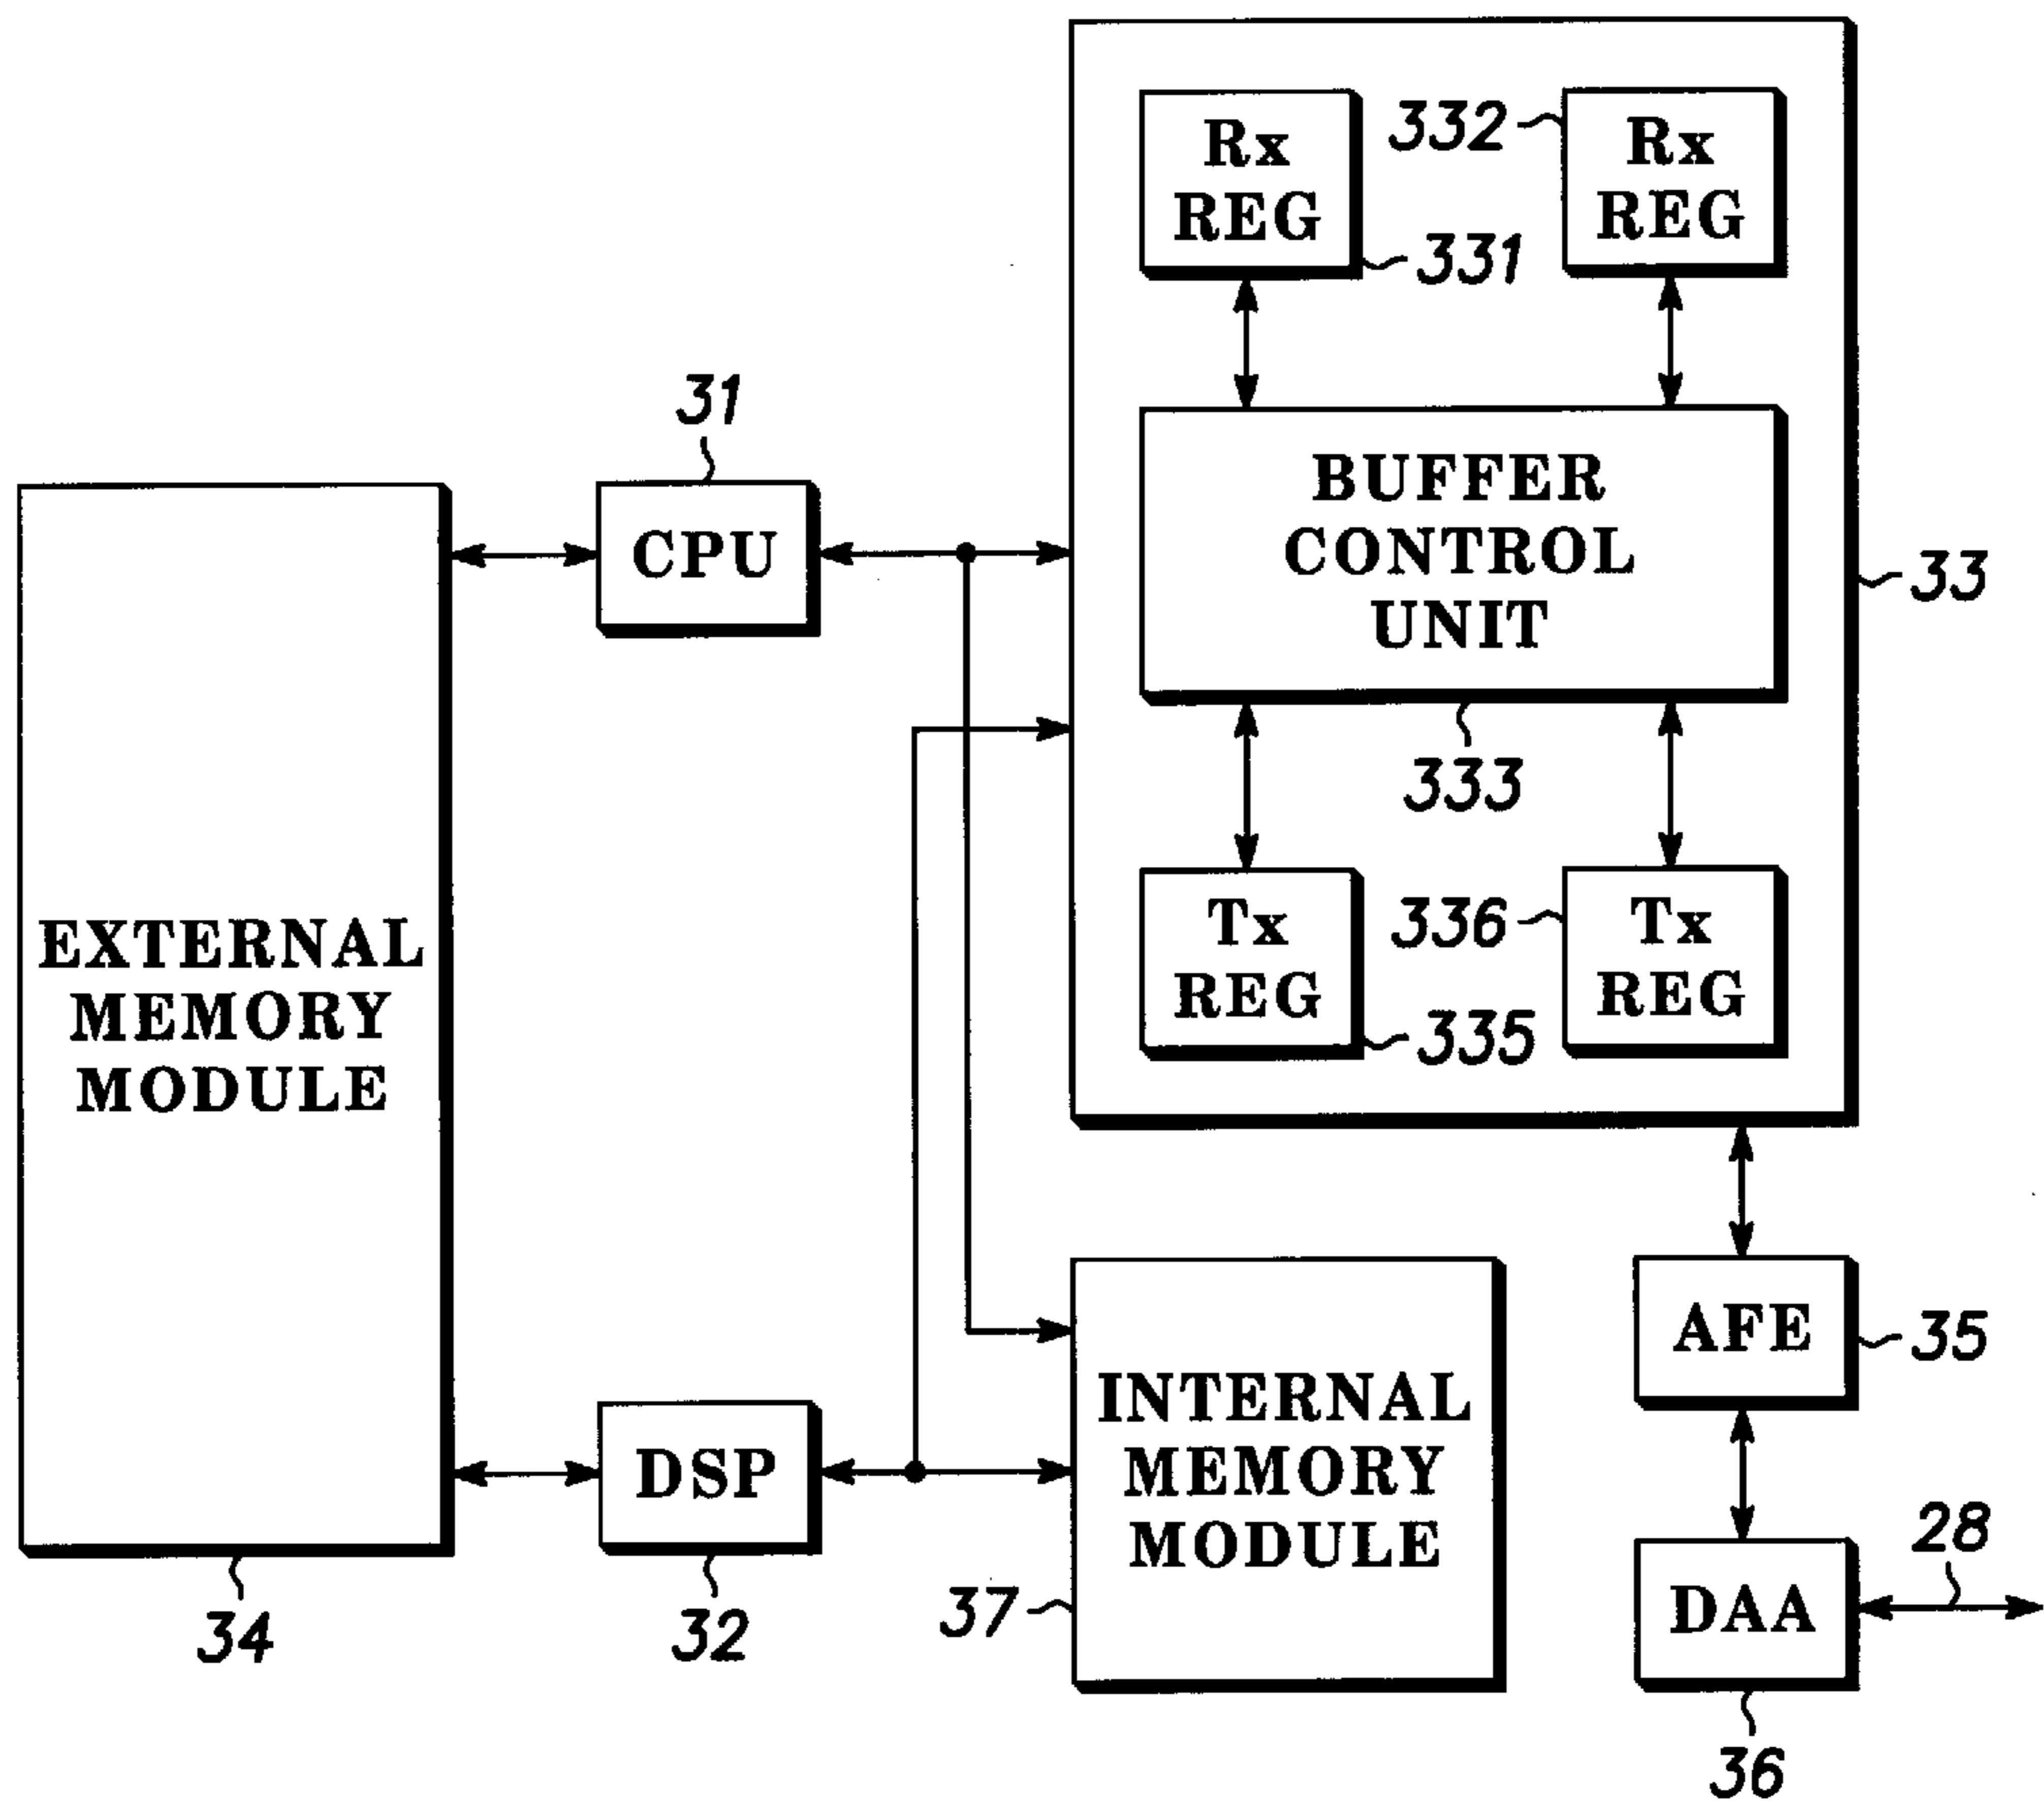 Rx
REG
331
332
Rx
REG
31
CPU
BUFFER
CONTROL
UNIT
33
333
EXTERNAL
MEMORY
MODULE
34
Tx
REG
335
336
Tx
REG
DSP
32
INTERNAL
MEMORY
MODULE
37
AFE
35
28
DAA
36